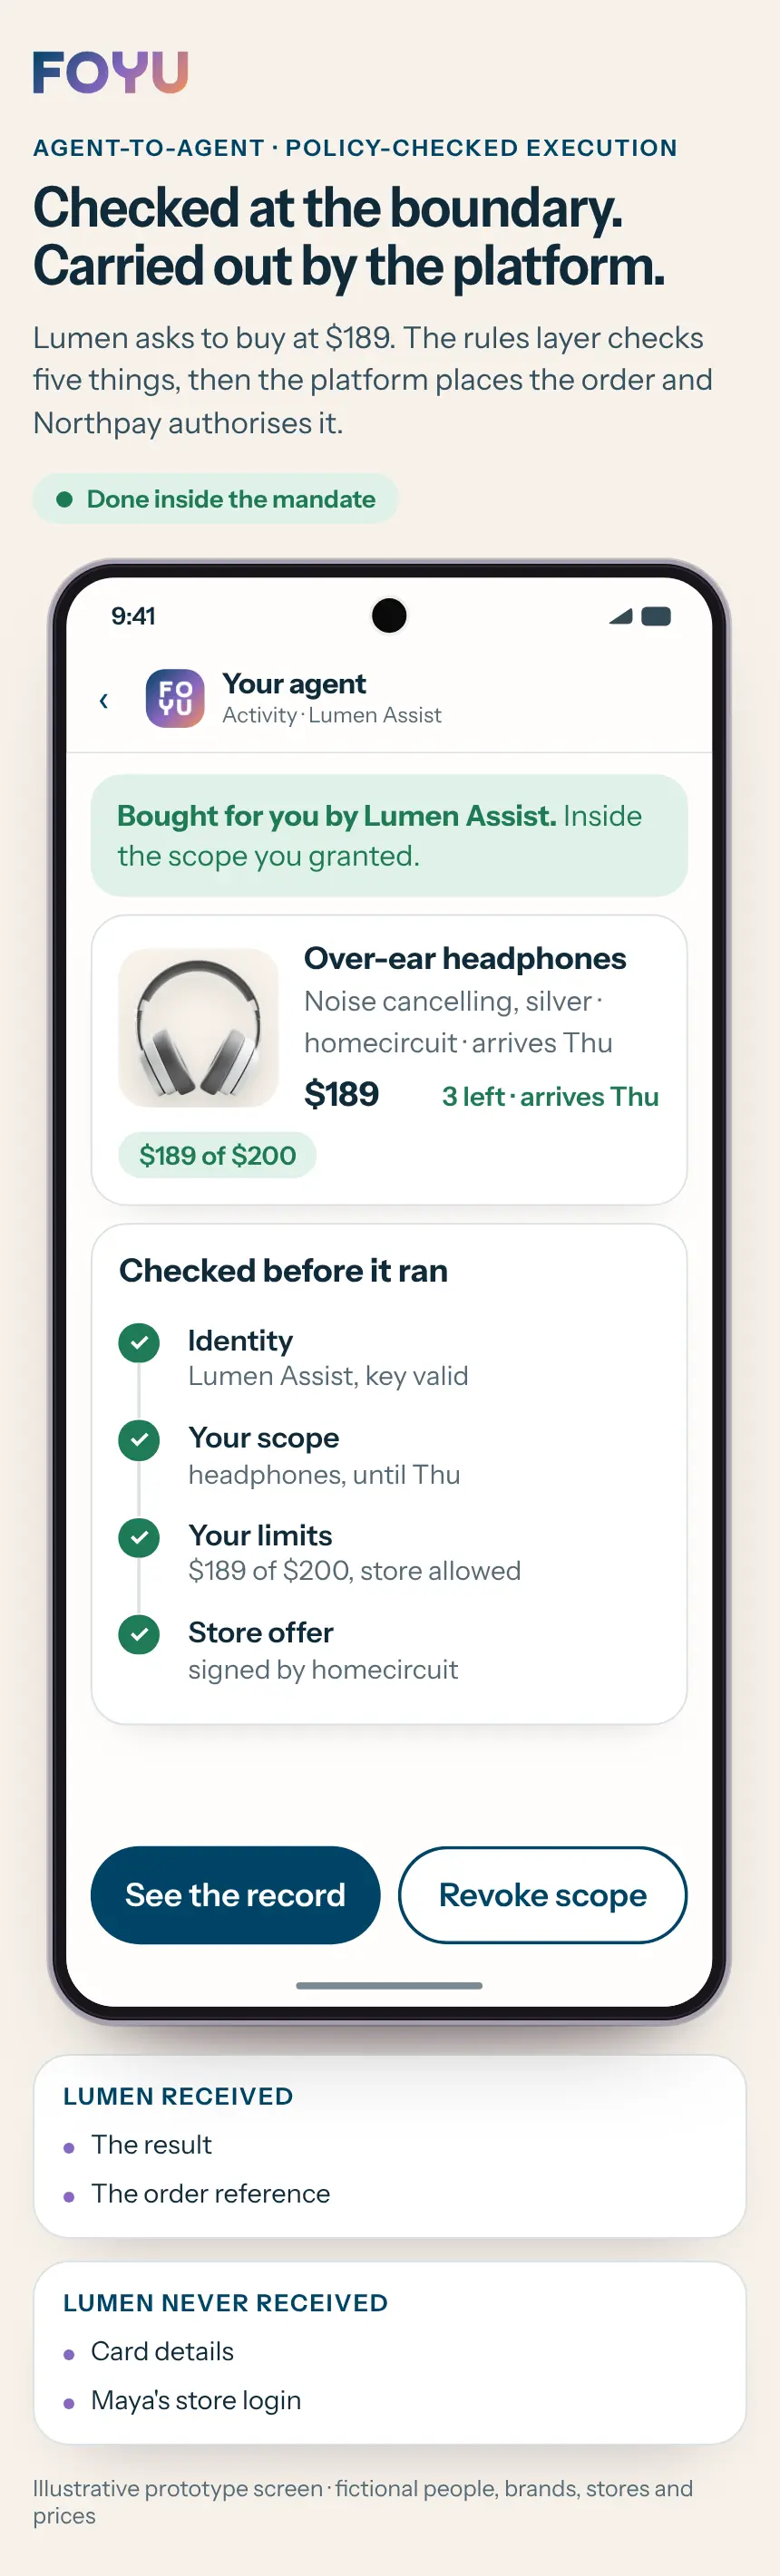 FOYU
AGENT-TO-AGENT · POLICY-CHECKED EXECUTION
Checked at the boundary.
Carried out by the platform.
Lumen asks to buy at $189. The rules layer checks
five things, then the platform places the order and
Northpay authorises it.
Done inside the mandate
9:41
‹
FO
YU
Your agent
Activity · Lumen Assist
Bought for you by Lumen Assist. Inside
the scope you granted.
Over-ear headphones
Noise cancelling, silver ·
homecircuit · arrives Thu
$189 3 left · arrives Thu
$189 of $200
Checked before it ran
Identity
Lumen Assist, key valid
Your scope
headphones, until Thu
Your limits
$189 of $200, store allowed
Store offer
signed by homecircuit
See the record Revoke scope
LUMEN RECEIVED
The result
The order reference
LUMEN NEVER RECEIVED
Card details
Maya's store login
Illustrative prototype screen · fictional people, brands, stores and
prices